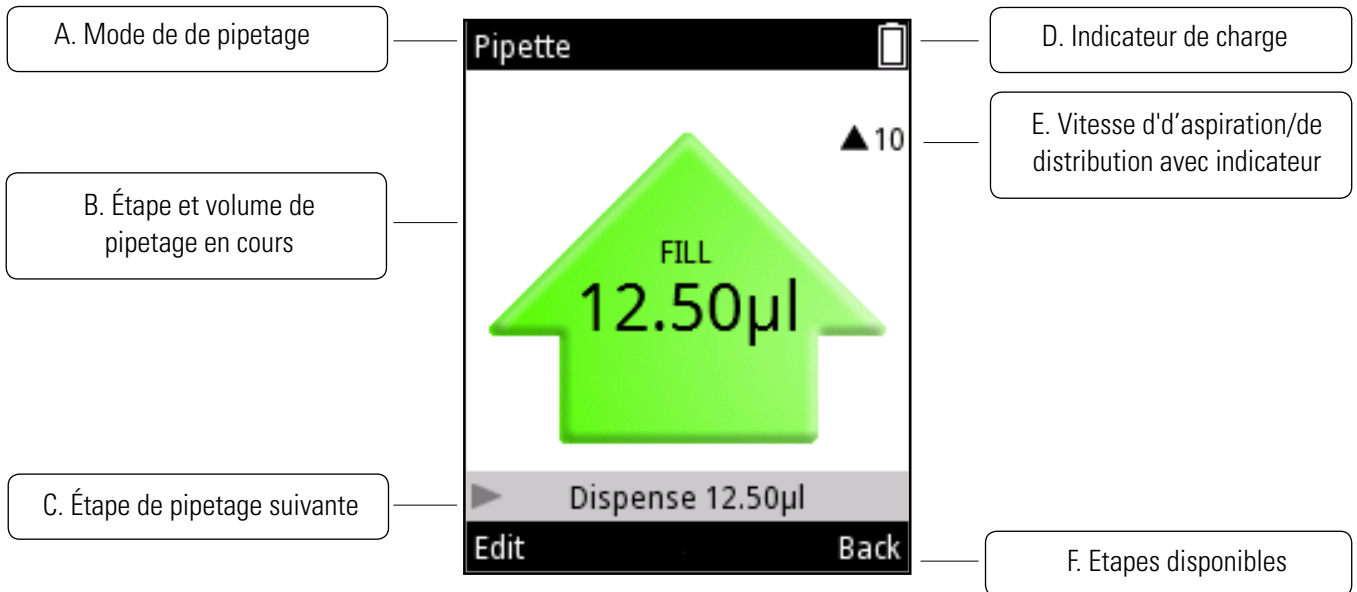 A. Mode de de pipetage
B. Étape et volume de
pipetage en cours
C. Étape de pipetage suivante
Pipette
10
FILL
12.50µl
Dispense 12.50µl
Edit
Back
D. Indicateur de charge
E. Vitesse d'd’aspiration/de
distribution avec indicateur
F. Etapes disponibles